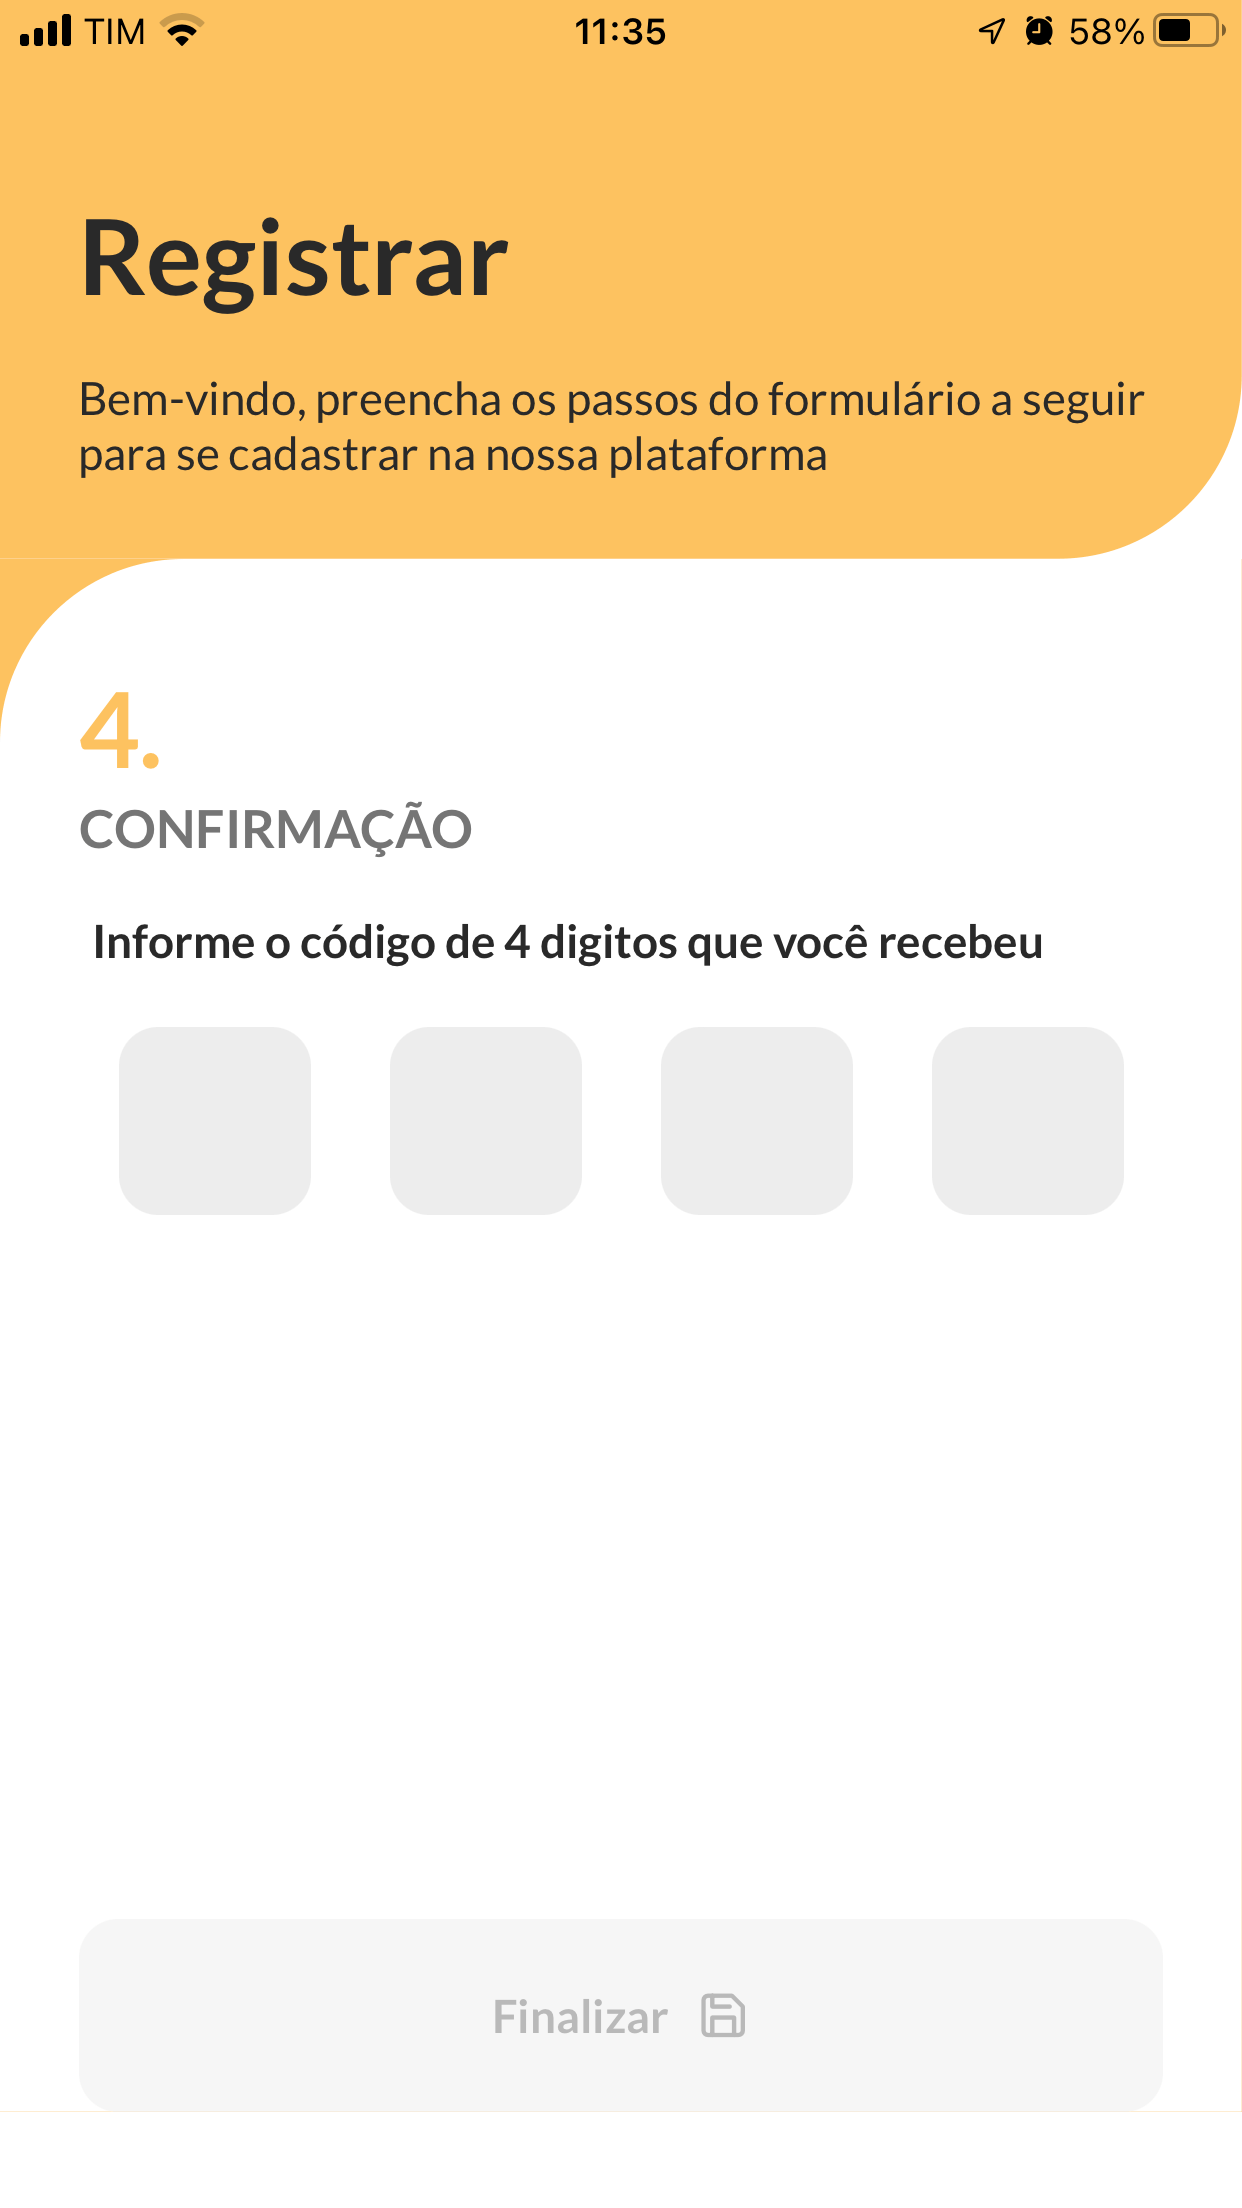 TIM 11:35 58%
Registrar
Bem-vindo, preencha os passos do formulário a seguir
para se cadastrar na nossa plataforma
4.
CONFIRMAÇÃO
Informe o código de 4 digitos que você recebeu
Finalizar